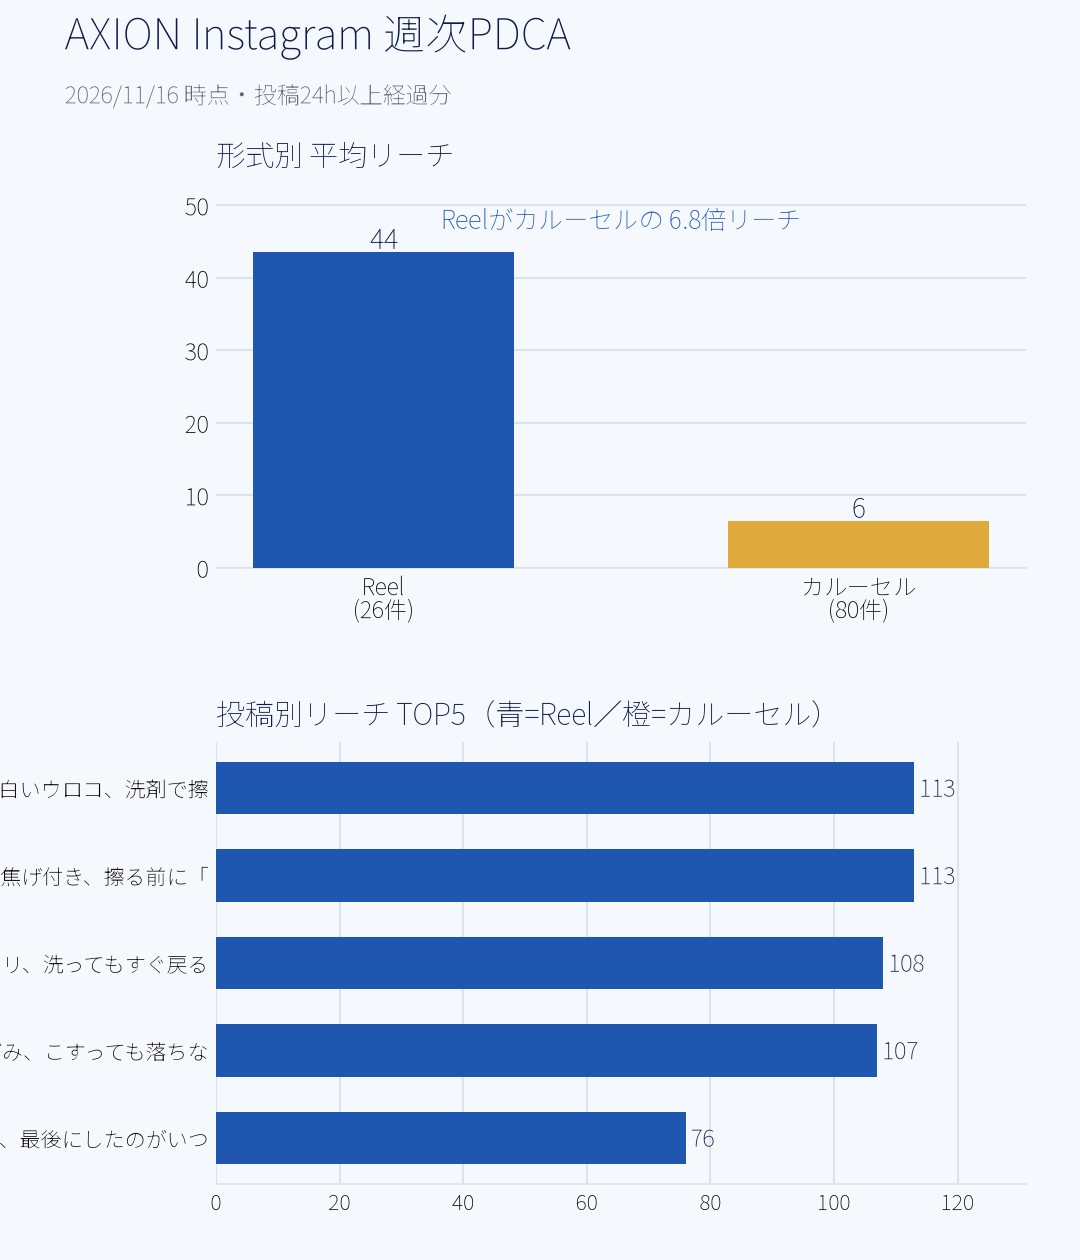 AXION Instagram 週次PDCA
2026/11/16 時点・投稿24h以上経過分
形式別 平均リーチ
50
Reelがカルーセルの 6.8倍リーチ
44
40
30
20
10
6
0
Reel
(26件)
カルーセル
(80件)
投稿別リーチ TOP5（青=Reel／橙=カルーセル）
白いウロコ、洗剤で擦
113
焦げ付き、擦る前に「
113
リ、洗ってもすぐ戻る
108
み、こすっても落ちな
107
、最後にしたのがいつ
76
0 20 40 60 80 100 120